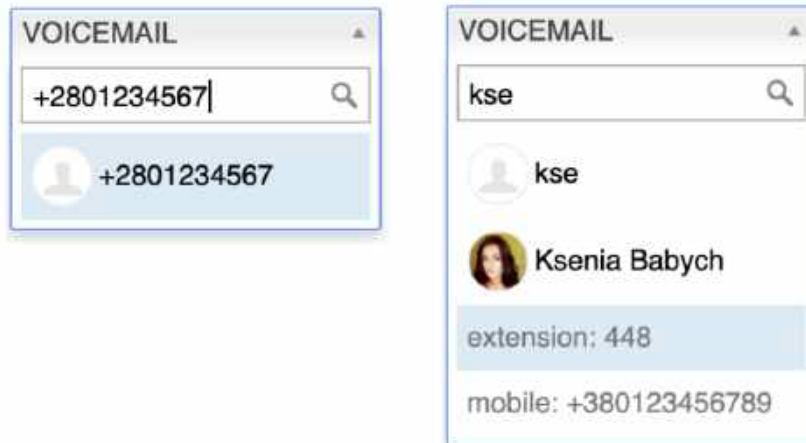 VOICEMAIL
+2801234567
+2801234567
VOICEMAIL
kse
kse
Ksenia Babych
extension: 448
mobile: +380123456789